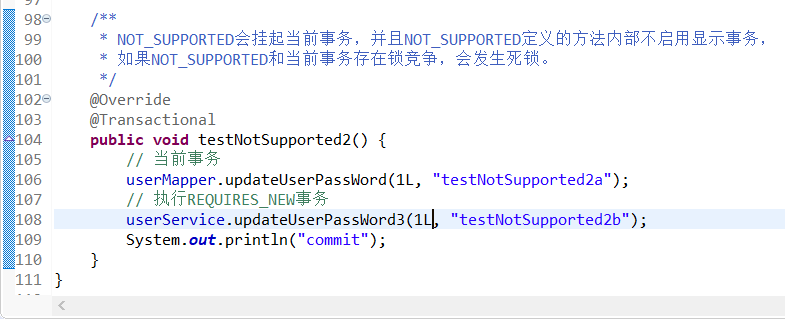 98 /**
99 * NOT_SUPPORTED会挂起当前事务，并且NOT_SUPPORTED定义的方法内部不启用显示事务，
100 * 如果NOT_SUPPORTED和当前事务存在锁竞争，会发生死锁。
101 */
102 @Override
103 @Transactional
104 public void testNotSupported2() {
105 // 当前事务
106 userMapper.updateUserPassWord(1L, "testNotSupported2a");
107 // 执行REQUIRES_NEW事务
108 userService.updateUserPassWord3(1L, "testNotSupported2b");
109 System.out.println("commit");
110 }
111 }